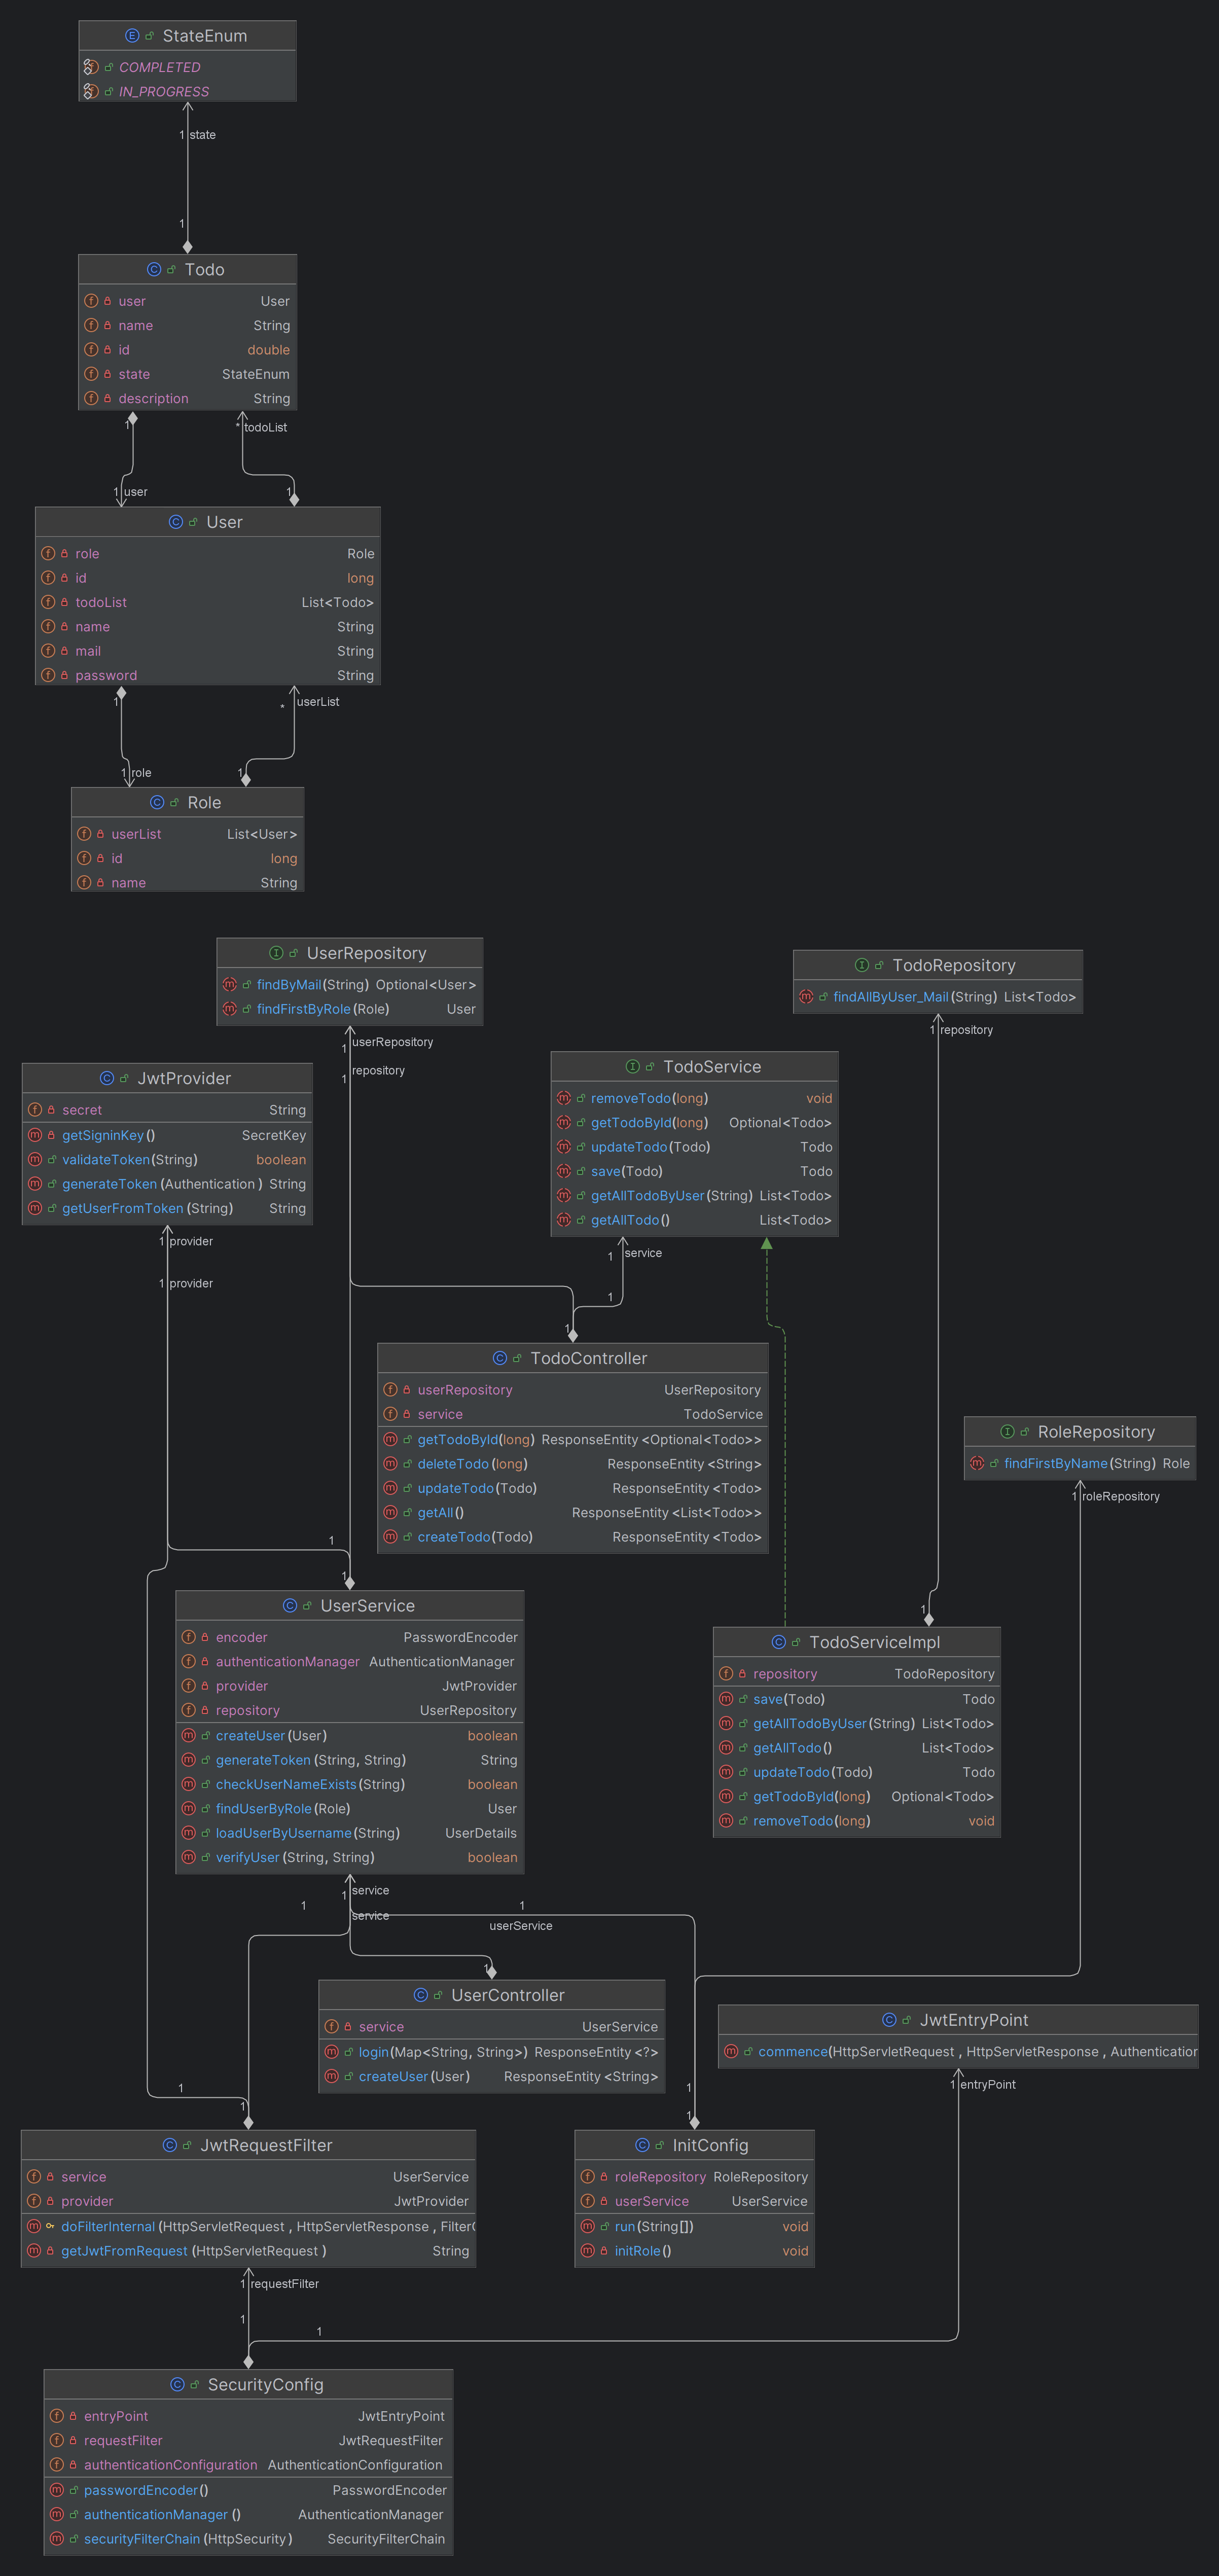 StateEnum
COMPLETED
IN_PROGRESS
1 state
1
Todo
user User
name String
id double
state StateEnum
description String
1
* todoList
1 user
1
User
role Role
id long
todoList List<Todo>
name String
mail String
password String
1
* userList
1 role
1
Role
userList List<User>
id long
name String
UserRepository
findByMail(String) Optional<User>
findFirstByRole(Role) User
1 userRepository
1 repository
TodoRepository
findAllByUser_Mail(String) List<Todo>
1 repository
JwtProvider
secret String
getSigninKey() SecretKey
validateToken(String) boolean
generateToken(Authentication) String
getUserFromToken(String) String
1 provider
1 provider
TodoService
removeTodo(long) void
getTodoById(long) Optional<Todo>
updateTodo(Todo) Todo
save(Todo) Todo
getAllTodoByUser(String) List<Todo>
getAllTodo() List<Todo>
1 service
1
1
TodoController
userRepository UserRepository
service TodoService
getTodoById(long) ResponseEntity<Optional<Todo>>
deleteTodo(long) ResponseEntity<String>
updateTodo(Todo) ResponseEntity<Todo>
getAll() ResponseEntity<List<Todo>>
createTodo(Todo) ResponseEntity<Todo>
RoleRepository
findFirstByName(String) Role
1 roleRepository
1
1
UserService
encoder PasswordEncoder
authenticationManager AuthenticationManager
provider JwtProvider
repository UserRepository
createUser(User) boolean
generateToken(String, String) String
checkUserNameExists(String) boolean
findUserByRole(Role) User
loadUserByUsername(String) UserDetails
verifyUser(String, String) boolean
1
TodoServiceImpl
repository TodoRepository
save(Todo) Todo
getAllTodoByUser(String) List<Todo>
getAllTodo() List<Todo>
updateTodo(Todo) Todo
getTodoById(long) Optional<Todo>
removeTodo(long) void
1 service
1
1
service
userService
1
UserController
service UserService
login(Map<String, String>) ResponseEntity<?>
createUser(User) ResponseEntity<String>
JwtEntryPoint
commence(HttpServletRequest, HttpServletResponse, Authentication
1 entryPoint
1
1
1
1
JwtRequestFilter
service UserService
provider JwtProvider
doFilterInternal(HttpServletRequest, HttpServletResponse, Filter
getJwtFromRequest(HttpServletRequest) String
InitConfig
roleRepository RoleRepository
userService UserService
run(String[]) void
initRole() void
1 requestFilter
1
1
SecurityConfig
entryPoint JwtEntryPoint
requestFilter JwtRequestFilter
authenticationConfiguration AuthenticationConfiguration
passwordEncoder() PasswordEncoder
authenticationManager() AuthenticationManager
securityFilterChain(HttpSecurity) SecurityFilterChain